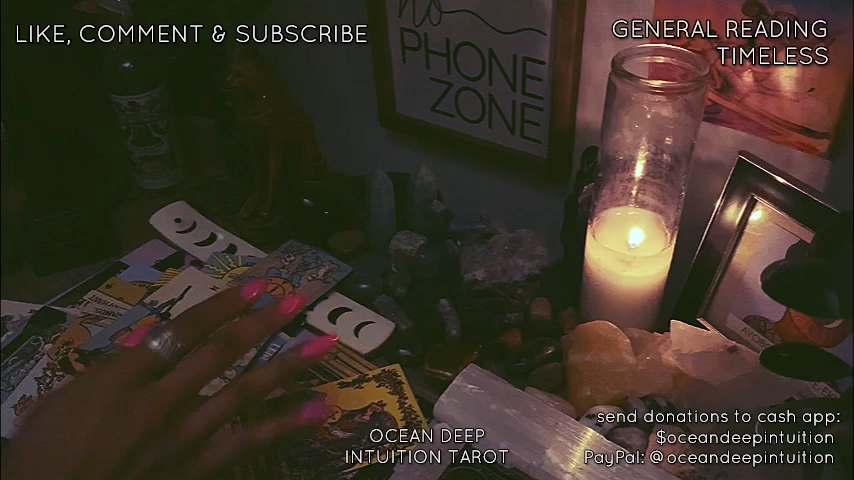 LIKE, COMMENT & SUBSCRIBE
GENERAL READING
TIMELESS
no
PHONE
ZONE
OCEAN DEEP
INTUITION TAROT
send donations to cash app:
$oceandeepintuition
PayPal: @oceandeepintuition